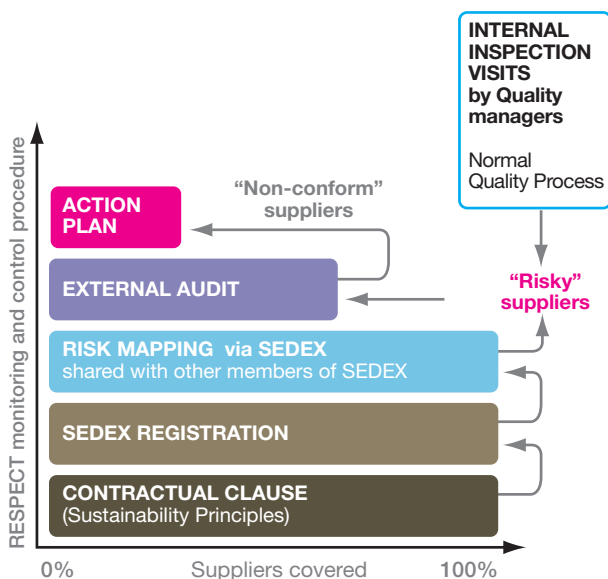 INTERNAL
INSPECTION
VISITS
by Quality
managers
Normal
Quality Process
RESPECT monitoring and control procedure
“Non-conform”
suppliers
ACTION
PLAN
EXTERNAL AUDIT
“Risky”
suppliers
RISK MAPPING via SEDEX
shared with other members of SEDEX
SEDEX REGISTRATION
CONTRACTUAL CLAUSE
(Sustainability Principles)
0% Suppliers covered 100%